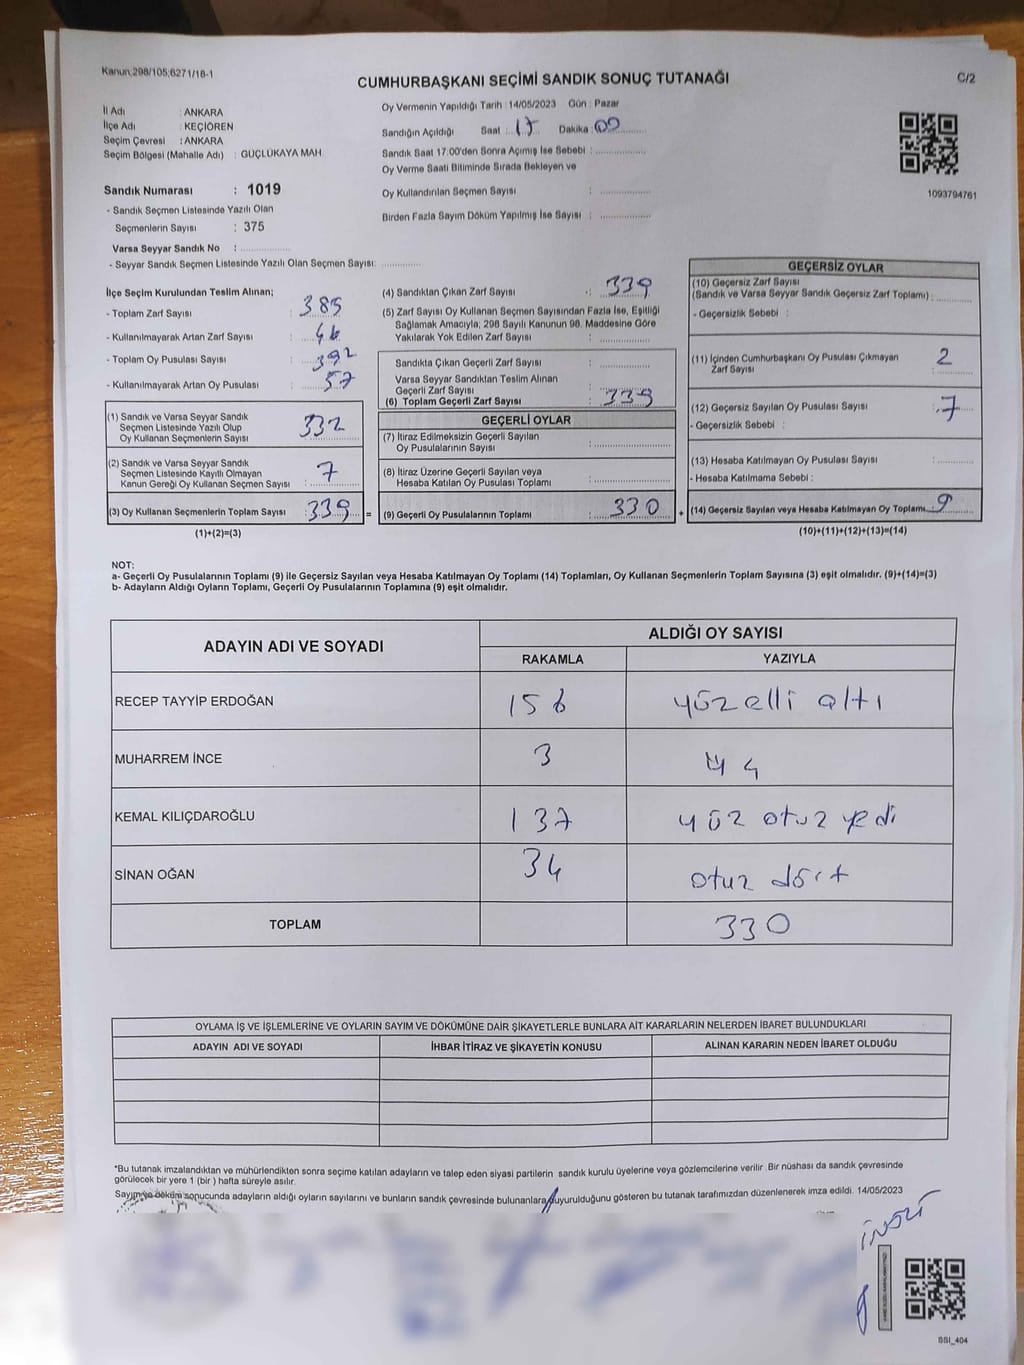 Kanun;298/105;6271/18-1
CUMHURBAŞKANI SEÇİMİ SANDIK SONUÇ TUTANAĞI
C/2
İl Adı : ANKARA
İlçe Adı : KEÇİÖREN
Seçim Çevresi : ANKARA
Seçim Bölgesi (Mahalle Adı) : GÜÇLÜKAYA MAH.
Oy Vermenin Yapıldığı Tarih : 14/05/2023 Gün : Pazar
Sandığın Açıldığı Saat : 17 Dakika : 00
Sandık Saat 17:00'den Sonra Açımış İse Sebebi :
Oy Verme Saati Bitiminde Sırada Bekleyen ve
Oy Kullandırılan Seçmen Sayısı :
Birden Fazla Sayım Döküm Yapılmış İse Sayısı :
1093794761
Sandık Numarası : 1019
- Sandık Seçmen Listesinde Yazılı Olan
Seçmenlerin Sayısı : 375
Varsa Seyyar Sandık No :
- Seyyar Sandık Seçmen Listesinde Yazılı Olan Seçmen Sayısı:
İlçe Seçim Kurulundan Teslim Alınan;
- Toplam Zarf Sayısı : 385
- Kullanılmayarak Artan Zarf Sayısı : 46
- Toplam Oy Pusulası Sayısı : 392
- Kullanılmayarak Artan Oy Pusulası : 57
(1) Sandık ve Varsa Seyyar Sandık
Seçmen Listesinde Yazılı Olup
Oy Kullanan Seçmenlerin Sayısı 332
(2) Sandık ve Varsa Seyyar Sandık
Seçmen Listesinde Kayıtlı Olmayan
Kanun Gereği Oy Kullanan Seçmen Sayısı : 7
(3) Oy Kullanan Seçmenlerin Toplam Sayısı : 339 =
(1)+(2)=(3)
(4) Sandıktan Çıkan Zarf Sayısı : 339
(5) Zarf Sayısı Oy Kullanan Seçmen Sayısından Fazla İse, Eşitliği
Sağlamak Amacıyla; 298 Sayılı Kanunun 98. Maddesine Göre
Yakılarak Yok Edilen Zarf Sayısı :
Sandıkta Çıkan Geçerli Zarf Sayısı :
Varsa Seyyar Sandıktan Teslim Alınan
Geçerli Zarf Sayısı :
(6) Toplam Geçerli Zarf Sayısı : 339
GEÇERLİ OYLAR
(7) İtiraz Edilmeksizin Geçerli Sayılan
Oy Pusulalarının Sayısı :
(8) İtiraz Üzerine Geçerli Sayılan veya
Hesaba Katılan Oy Pusulası Toplamı :
(9) Geçerli Oy Pusulalarının Toplamı : 330 +
GEÇERSİZ OYLAR
(10) Geçersiz Zarf Sayısı
(Sandık ve Varsa Seyyar Sandık Geçersiz Zarf Toplamı) :
- Geçersizlik Sebebi :
(11) İçinden Cumhurbaşkanı Oy Pusulası Çıkmayan
Zarf Sayısı : 2
(12) Geçersiz Sayılan Oy Pusulası Sayısı : 7
- Geçersizlik Sebebi :
(13) Hesaba Katılmayan Oy Pusulası Sayısı :
- Hesaba Katılmama Sebebi :
(14) Geçersiz Sayılan veya Hesaba Katılmayan Oy Toplamı 9
(10)+(11)+(12)+(13)=(14)
NOT:
a- Geçerli Oy Pusulalarının Toplamı (9) ile Geçersiz Sayılan veya Hesaba Katılmayan Oy Toplamı (14) Toplamları, Oy Kullanan Seçmenlerin Toplam Sayısına (3) eşit olmalıdır. (9)+(14)=(3)
b- Adayların Aldığı Oyların Toplamı, Geçerli Oy Pusulalarının Toplamına (9) eşit olmalıdır.
ADAYIN ADI VE SOYADI
ALDIĞI OY SAYISI
RAKAMLA YAZIYLA
RECEP TAYYİP ERDOĞAN 156 yüz elli altı
MUHARREM İNCE 3
KEMAL KILIÇDAROĞLU 137 yüz otuz yedi
SİNAN OĞAN 34 otuz dört
TOPLAM 330
OYLAMA İŞ VE İŞLEMLERİNE VE OYLARIN SAYIM VE DÖKÜMÜNE DAİR ŞİKAYETLERLE BUNLARA AİT KARARLARIN NELERDEN İBARET BULUNDUKLARI
ADAYIN ADI VE SOYADI İHBAR İTİRAZ VE ŞİKAYETİN KONUSU ALINAN KARARIN NEDEN İBARET OLDUĞU
*Bu tutanak imzalandıktan ve mühürlendikten sonra seçime katılan adayların ve talep eden siyasi partilerin sandık kurulu üyelerine veya gözlemcilerine verilir .Bir nüshası da sandık çevresinde
görülecek bir yere 1 (bir ) hafta süreyle asılır.
Sayım ve döküm sonucunda adayların aldığı oyların sayılarını ve bunların sandık çevresinde bulunanlara duyurulduğunu gösteren bu tutanak tarafımızdan düzenlenerek imza edildi. 14/05/2023
SSI_404